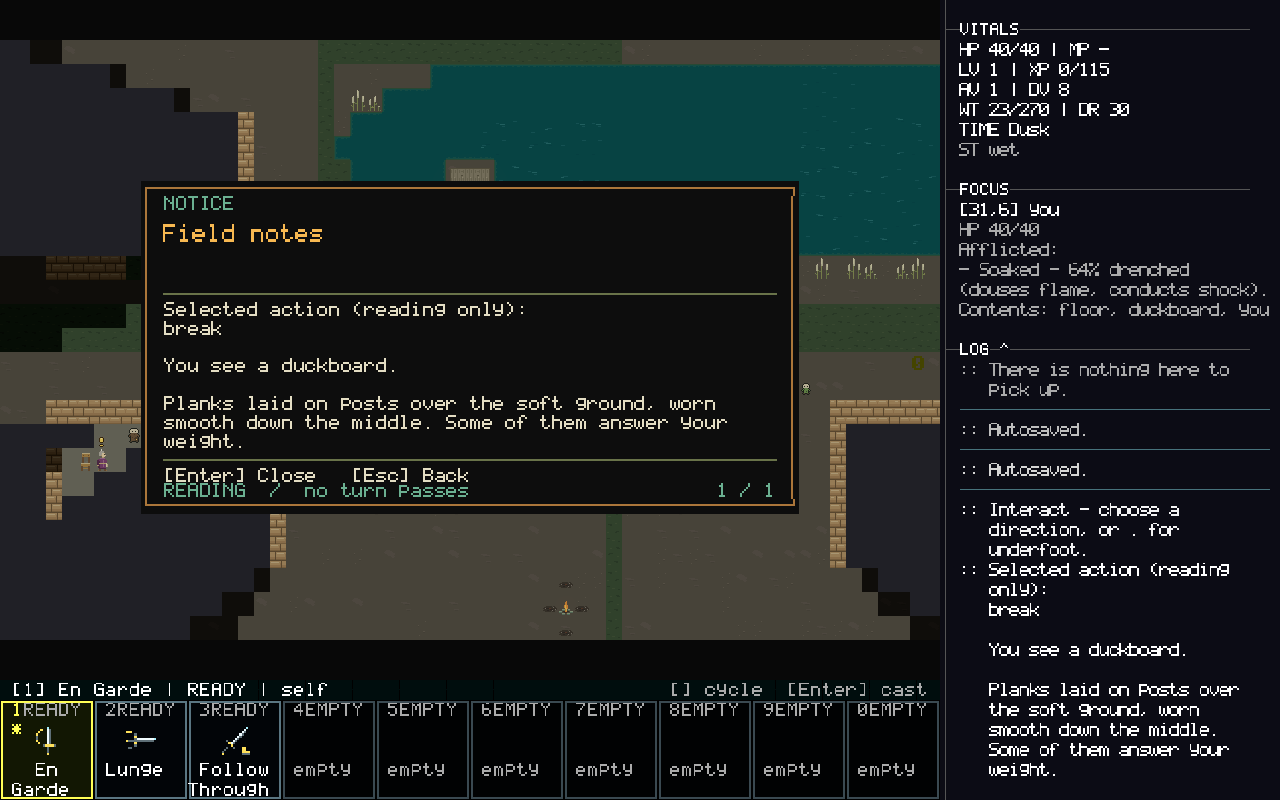 NOTICE
Field notes
Selected action (reading only):
break
You see a duckboard.
Planks laid on Posts over the soft ground, worn
smooth down the middle. Some of them answer Your
weight.
[Enter] Close [Esc] Back
READING / no turn Passes 1 / 1
VITALS
HP 40/40 | MP -
LV 1 | XP 0/115
AV 1 | DV 8
WT 23/270 | DR 30
TIME Dusk
ST wet
FOCUS
[31,6] You
HP 40/40
Afflicted:
- Soaked - 64% drenched
(douses flame, conducts shock).
Contents: floor, duckboard, You
LOG ^
:: There is nothing here to
Pick uP.
:: Autosaved.
:: Autosaved.
:: Interact - choose a
direction, or . for
underfoot.
:: Selected action (reading
only):
break
You see a duckboard.
Planks laid on Posts over
the soft ground, worn
smooth down the middle.
Some of them answer Your
weight.
[1] En Garde | READY | self [] cycle [Enter] cast
1READY 2READY 3READY 4EMPTY 5EMPTY 6EMPTY 7EMPTY 8EMPTY 9EMPTY 0EMPTY
*
En Garde
Lunge
Follow Through
emPty emPty emPty emPty emPty emPty emPty